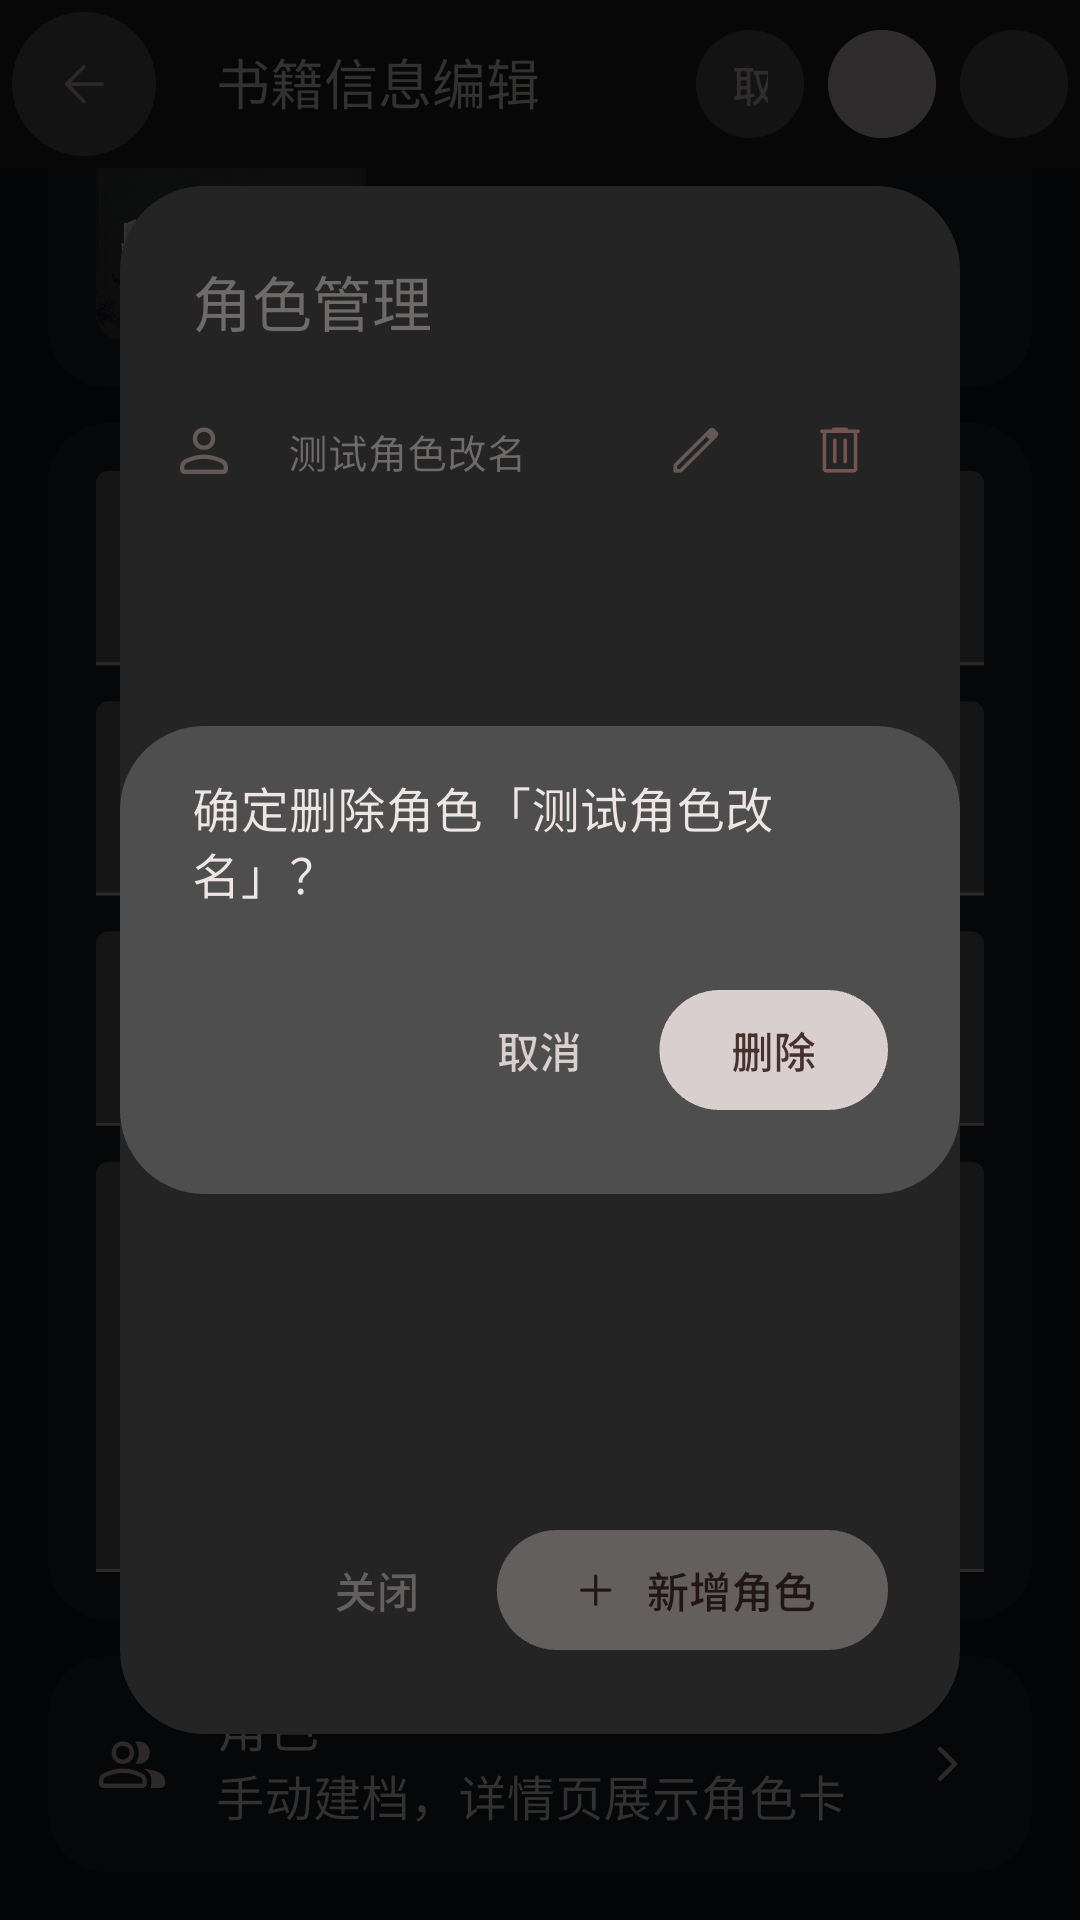 书籍信息编辑
取
角色管理
测试角色改名
确定删除角色「测试角色改
名」？
取消
删除
关闭
新增角色
角色
手动建档，详情页展示角色卡